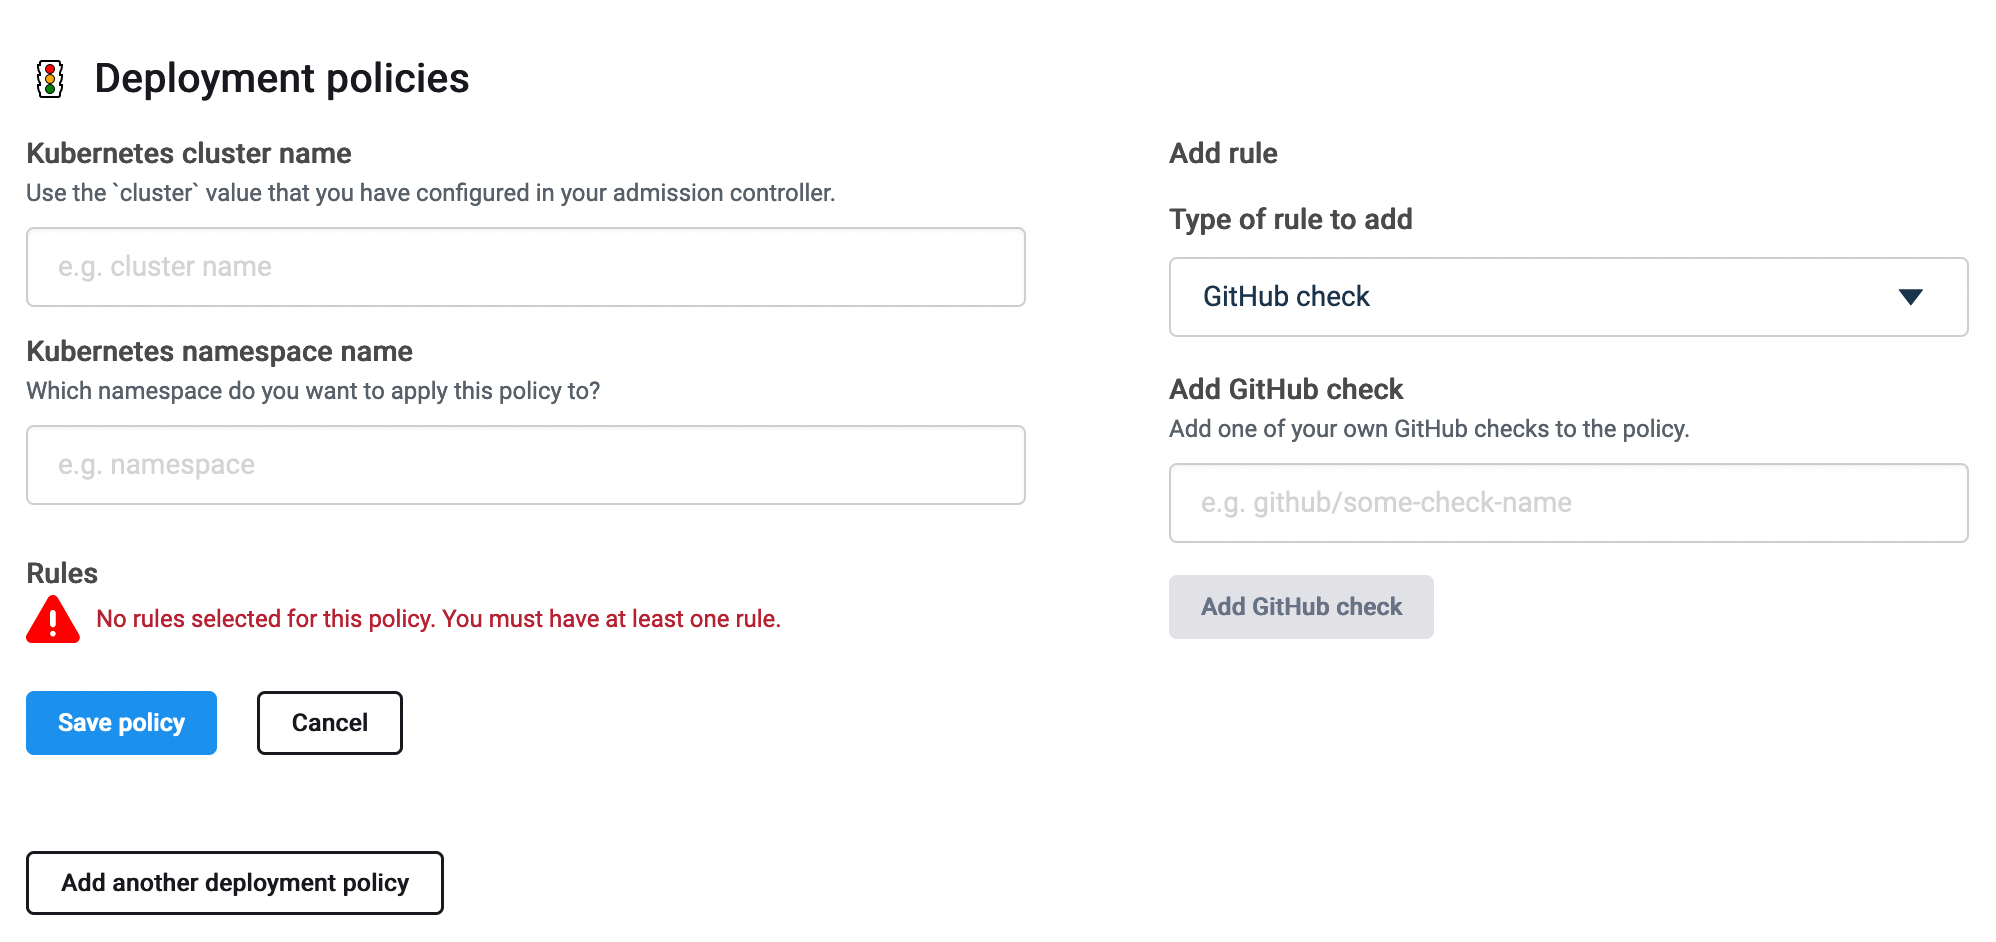 Deployment policies
Kubernetes cluster name
Use the `cluster` value that you have configured in your admission controller.
e.g. cluster name
Kubernetes namespace name
Which namespace do you want to apply this policy to?
e.g. namespace
Rules
No rules selected for this policy. You must have at least one rule.
Save policy
Cancel
Add another deployment policy
Add rule
Type of rule to add
GitHub check
Add GitHub check
Add one of your own GitHub checks to the policy.
e.g. github/some-check-name
Add GitHub check